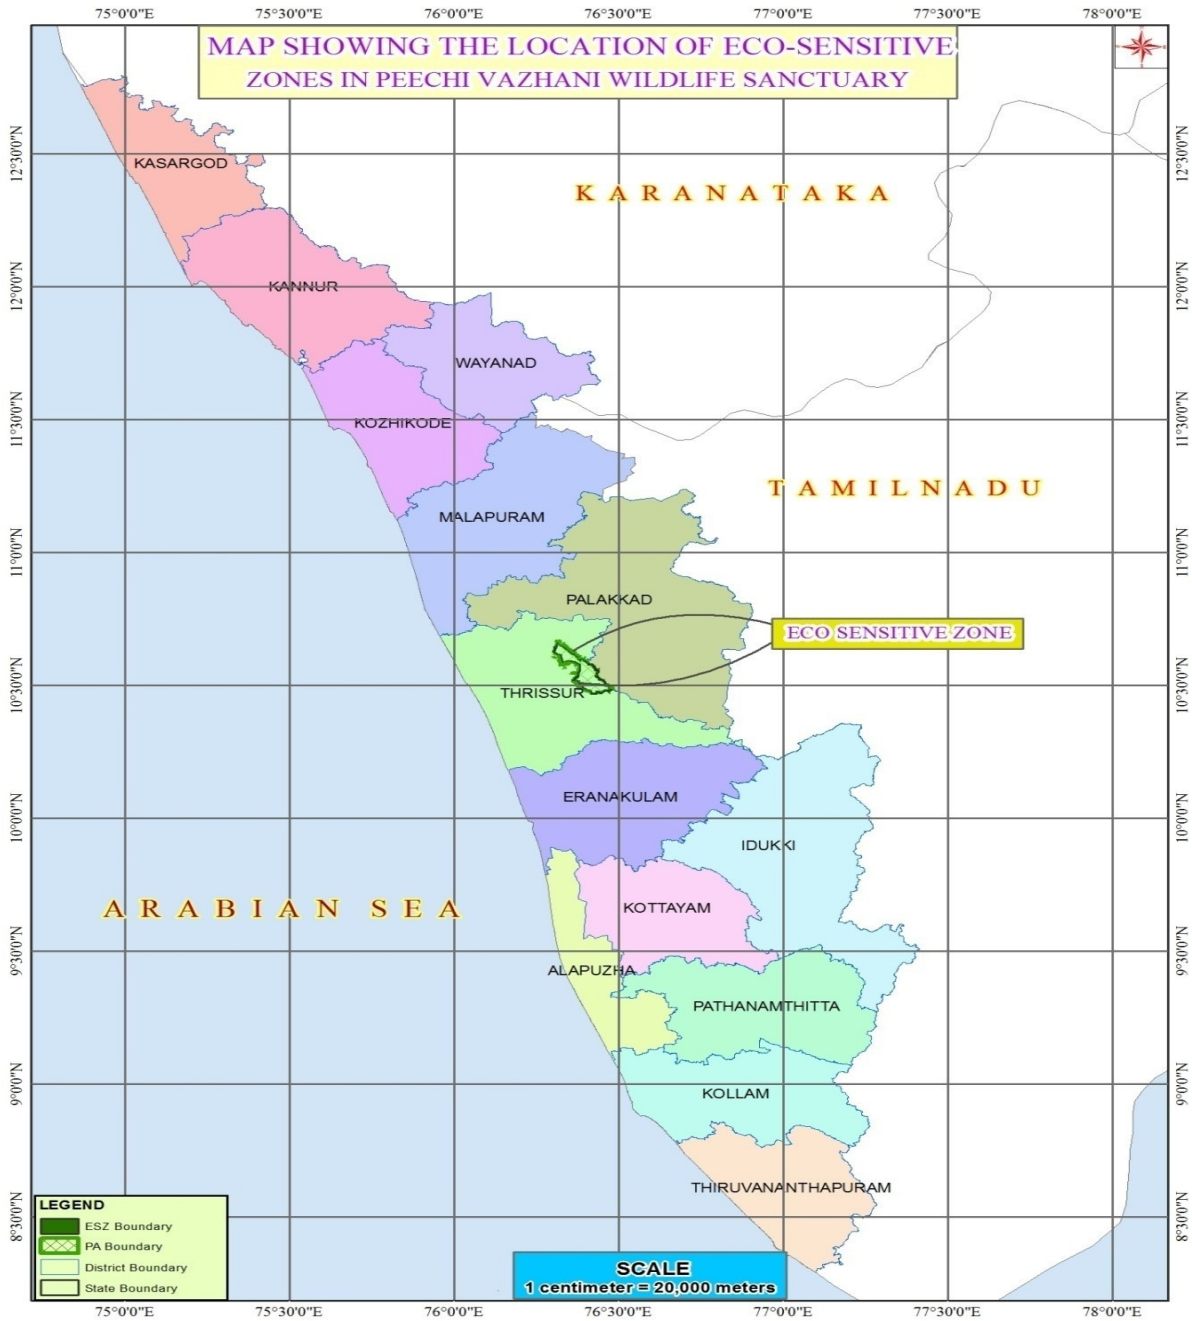 75°0'0"E 75°30'0"E 76°0'0"E 76°30'0"E 77°0'0"E 77°30'0"E 78°0'0"E
MAP SHOWING THE LOCATION OF ECO-SENSITIVE
ZONES IN PEECHI VAZHANI WILDLIFE SANCTUARY
12°30'0"N 12°30'0"N
KASARGOD
KARANATAKA
12°0'0"N 12°0'0"N
KANNUR
WAYANAD
11°30'0"N 11°30'0"N
KOZHIKODE
TAMILNADU
MALAPURAM
11°0'0"N 11°0'0"N
PALAKKAD
ECO SENSITIVE ZONE
10°30'0"N 10°30'0"N
THRISSUR
ERANAKULAM
10°0'0"N 10°0'0"N
IDUKKI
ARABIAN SEA
KOTTAYAM
9°30'0"N 9°30'0"N
ALAPUZHA
PATHANAMTHITTA
9°0'0"N 9°0'0"N
KOLLAM
THIRUVANANTHAPURAM
8°30'0"N 8°30'0"N
LEGEND
ESZ Boundary
PA Boundary
District Boundary
State Boundary
SCALE
1 centimeter = 20,000 meters
75°0'0"E 75°30'0"E 76°0'0"E 76°30'0"E 77°0'0"E 77°30'0"E 78°0'0"E